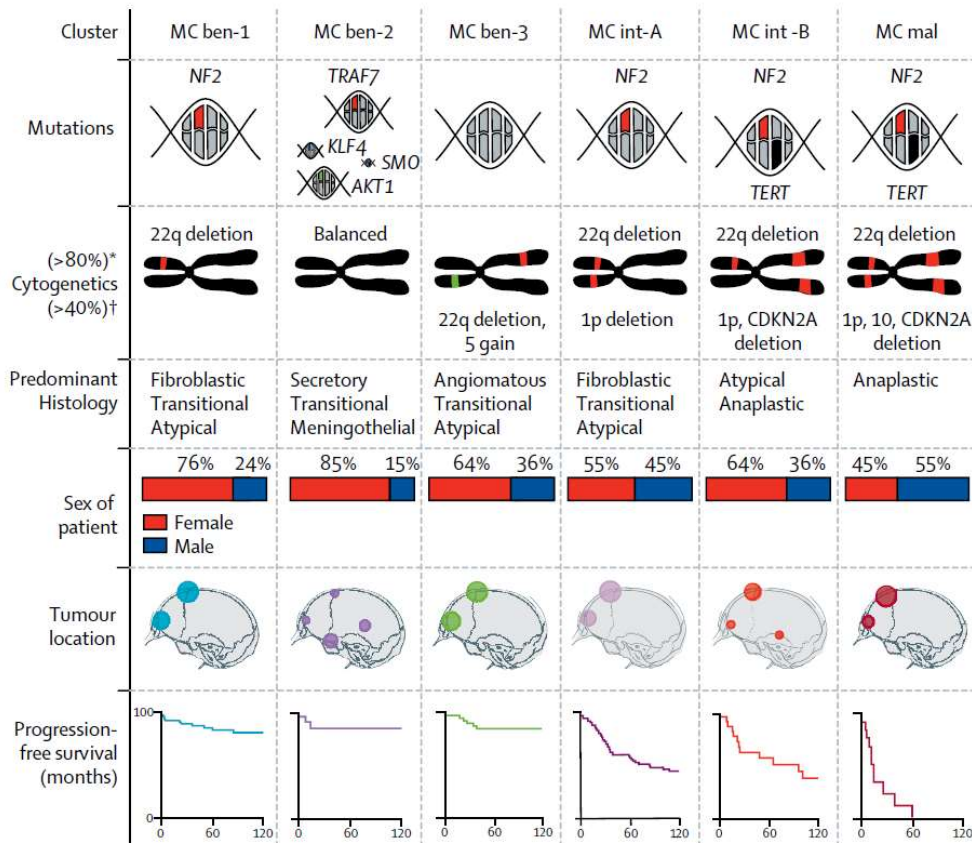 Cluster
MC ben-1
MC ben-2
MC ben-3
MC int-A
MC int -B
MC mal
Mutations
NF2
TRAF7
KLF4
SMO
AKT1
NF2
NF2
TERT
NF2
TERT
(>80%)*
Cytogenetics
(>40%)†
22q deletion
Balanced
22q deletion,
5 gain
22q deletion
1p deletion
22q deletion
1p, CDKN2A
deletion
22q deletion
1p, 10, CDKN2A
deletion
Predominant
Histology
Fibroblastic
Transitional
Atypical
Secretory
Transitional
Meningothelial
Angiomatous
Transitional
Atypical
Fibroblastic
Transitional
Atypical
Atypical
Anaplastic
Anaplastic
Sex of
patient
76% 24%
Female
Male
85% 15%
64% 36%
55% 45%
64% 36%
45% 55%
Tumour
location
Progression-
free survival
(months)
100
0
0 60 120
0 60 120
0 60 120
0 60 120
0 60 120
0 60 120